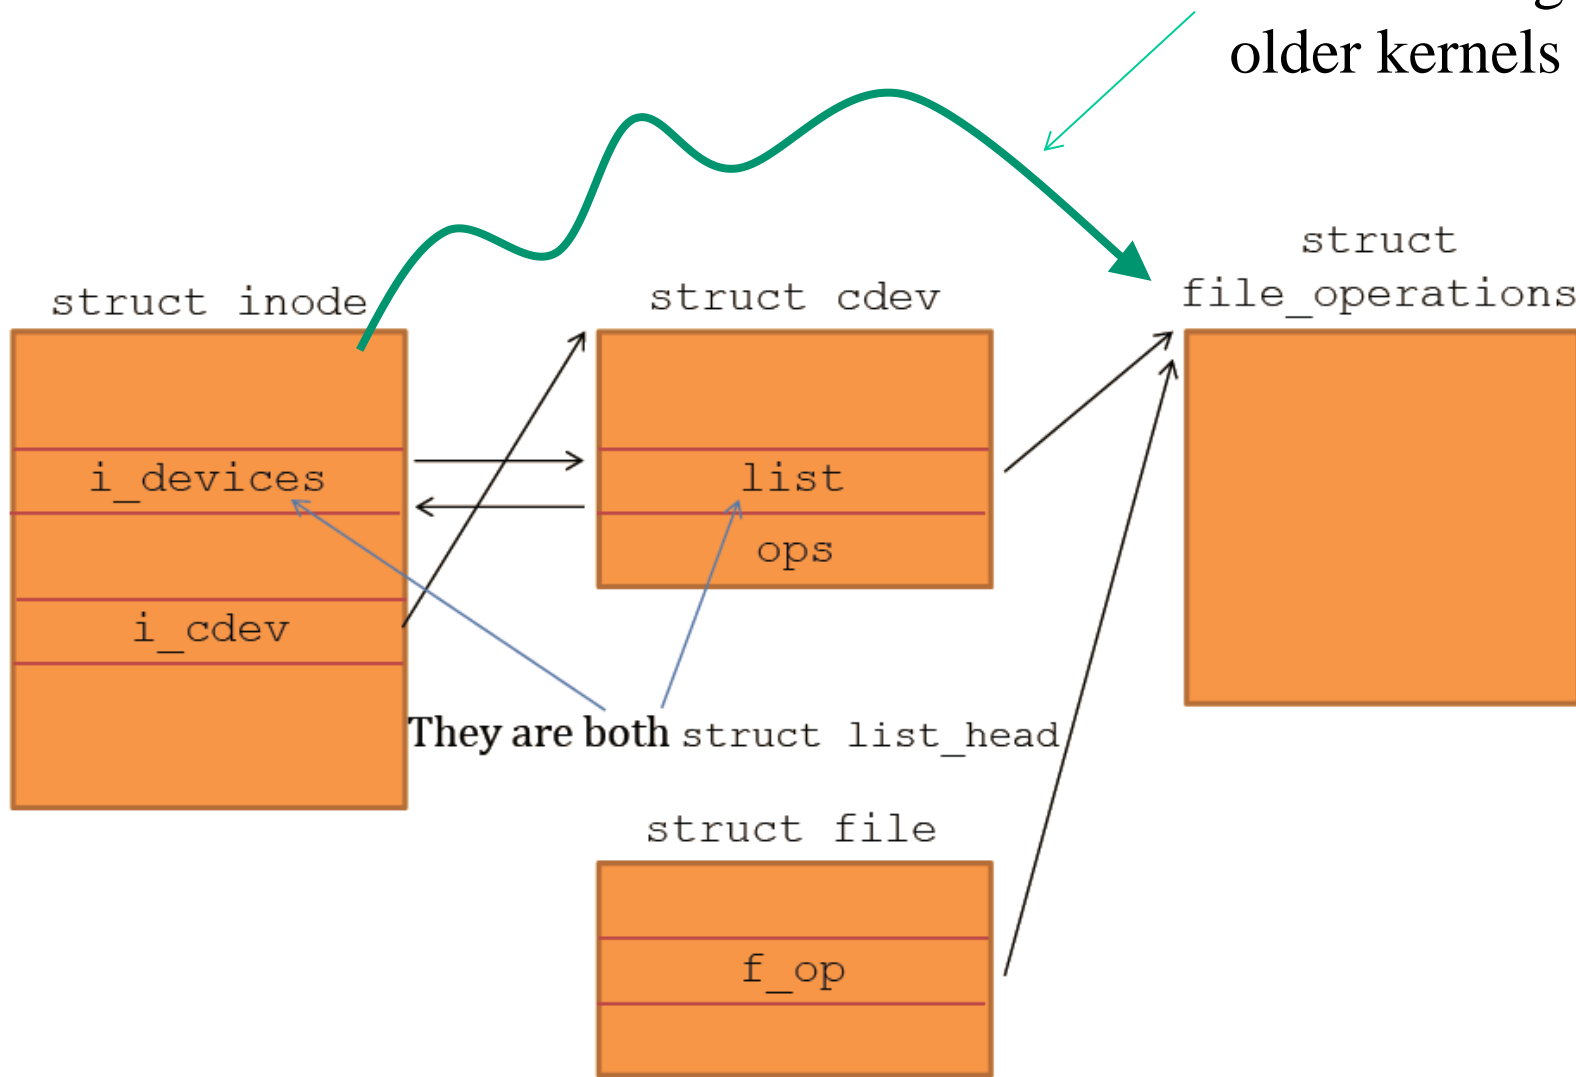 older kernels
struct
file_operations
struct inode
struct cdev
i_devices
list
ops
i_cdev
They are both struct list_head
struct file
f_op